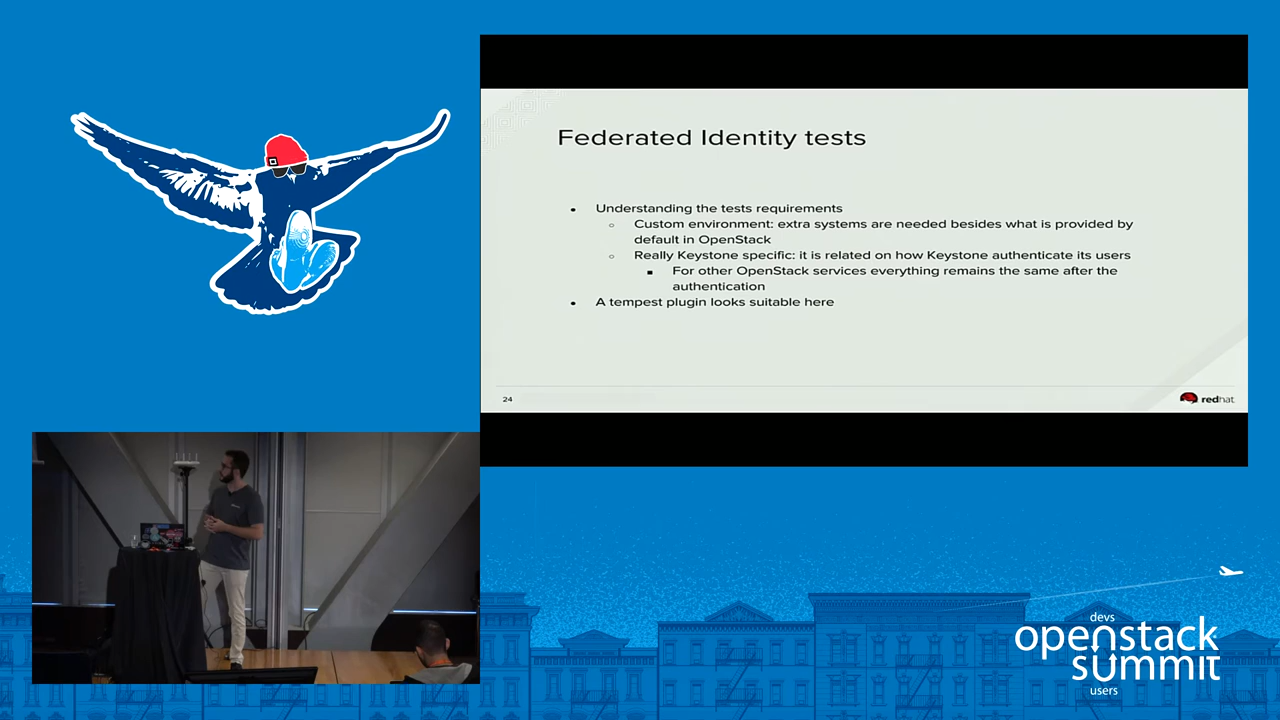 Federated Identity tests
Understanding the tests requirements
Custom environment: extra systems are needed besides what is provided by
default in OpenStack
Really Keystone specific: it is related on how Keystone authenticate its users
For other OpenStack services everything remains the same after the
authentication
A tempest plugin looks suitable here
24
redhat
devs
openstack
summit
users